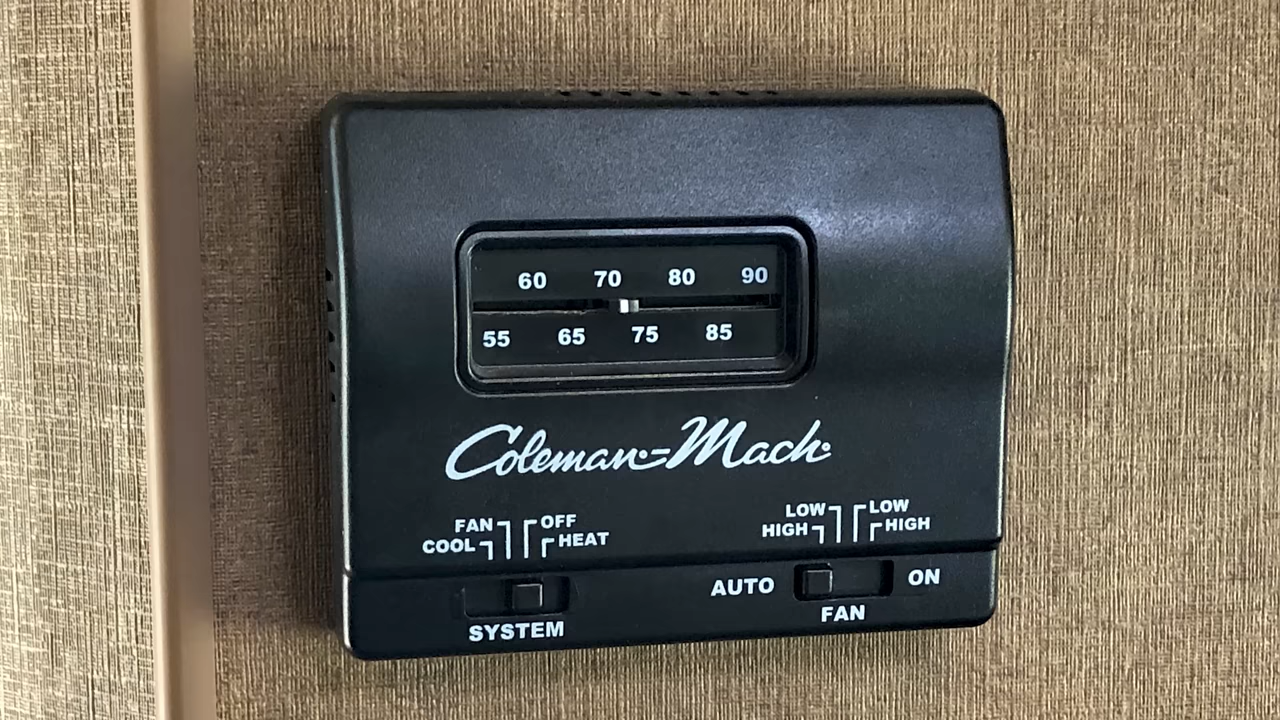 60 70 80 90
55 65 75 85
Coleman-Mach
FAN OFF
COOL HEAT
LOW LOW
HIGH HIGH
AUTO ON
SYSTEM FAN